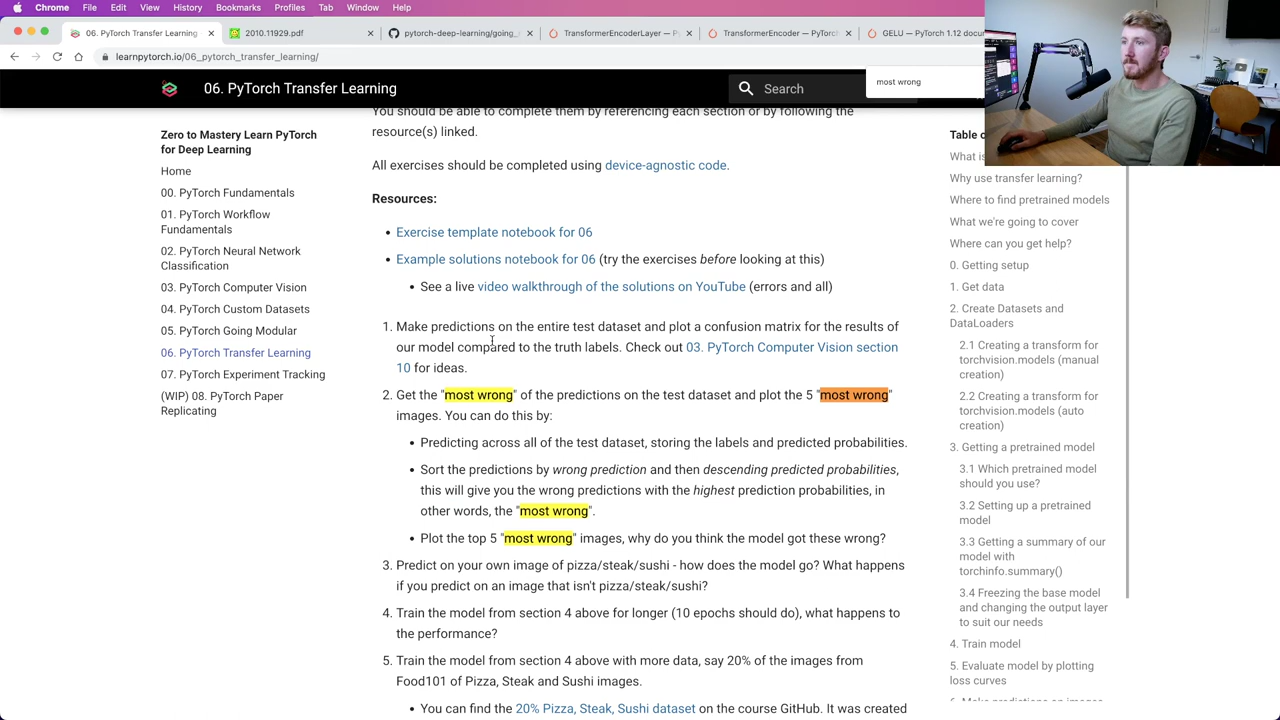 Chrome File Edit View History Bookmarks Profiles Tab Window Help
06. PyTorch Transfer Learning
2010.11929.pdf
pytorch-deep-learning/going_
TransformerEncoderLayer — P
TransformerEncoder — PyTorch
GELU — PyTorch 1.12 docu
learnpytorch.io/06_pytorch_transfer_learning/
06. PyTorch Transfer Learning
Search
most wrong
Zero to Mastery Learn PyTorch
for Deep Learning
Home
00. PyTorch Fundamentals
01. PyTorch Workflow
Fundamentals
02. PyTorch Neural Network
Classification
03. PyTorch Computer Vision
04. PyTorch Custom Datasets
05. PyTorch Going Modular
06. PyTorch Transfer Learning
07. PyTorch Experiment Tracking
(WIP) 08. PyTorch Paper
Replicating
You should be able to complete them by referencing each section or by following the
resource(s) linked.
All exercises should be completed using device-agnostic code.
Resources:
• Exercise template notebook for 06
• Example solutions notebook for 06 (try the exercises before looking at this)
• See a live video walkthrough of the solutions on YouTube (errors and all)
1. Make predictions on the entire test dataset and plot a confusion matrix for the results of
our model compared to the truth labels. Check out 03. PyTorch Computer Vision section
10 for ideas.
2. Get the "most wrong" of the predictions on the test dataset and plot the 5 "most wrong"
images. You can do this by:
• Predicting across all of the test dataset, storing the labels and predicted probabilities.
• Sort the predictions by wrong prediction and then descending predicted probabilities,
this will give you the wrong predictions with the highest prediction probabilities, in
other words, the "most wrong".
• Plot the top 5 "most wrong" images, why do you think the model got these wrong?
3. Predict on your own image of pizza/steak/sushi - how does the model go? What happens
if you predict on an image that isn't pizza/steak/sushi?
4. Train the model from section 4 above for longer (10 epochs should do), what happens to
the performance?
5. Train the model from section 4 above with more data, say 20% of the images from
Food101 of Pizza, Steak and Sushi images.
• You can find the 20% Pizza, Steak, Sushi dataset on the course GitHub. It was created
Table
What is
Why use transfer learning?
Where to find pretrained models
What we're going to cover
Where can you get help?
0. Getting setup
1. Get data
2. Create Datasets and
DataLoaders
2.1 Creating a transform for
torchvision.models (manual
creation)
2.2 Creating a transform for
torchvision.models (auto
creation)
3. Getting a pretrained model
3.1 Which pretrained model
should you use?
3.2 Setting up a pretrained
model
3.3 Getting a summary of our
model with
torchinfo.summary()
3.4 Freezing the base model
and changing the output layer
to suit our needs
4. Train model
5. Evaluate model by plotting
loss curves